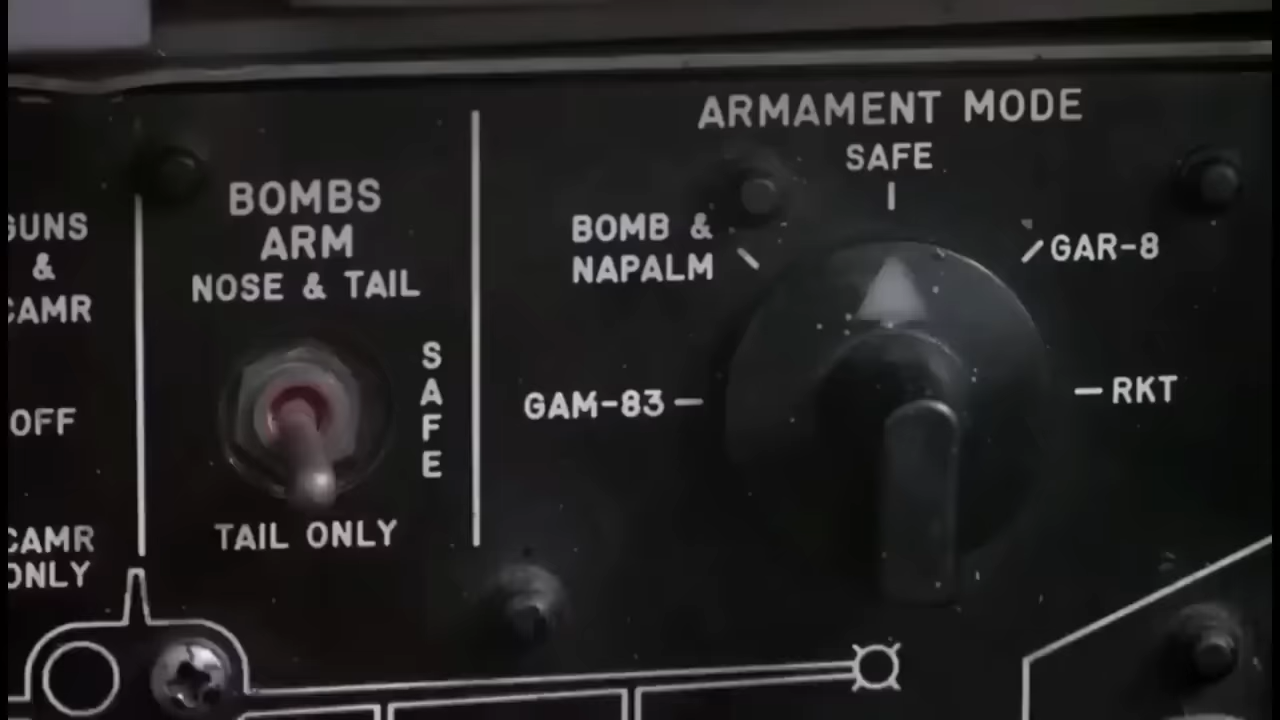 GUNS
&
CAMR
OFF
CAMR
ONLY
BOMBS
ARM
NOSE & TAIL
SAFE
TAIL ONLY
ARMAMENT MODE
SAFE
BOMB &
NAPALM
GAR-8
GAM-83
RKT